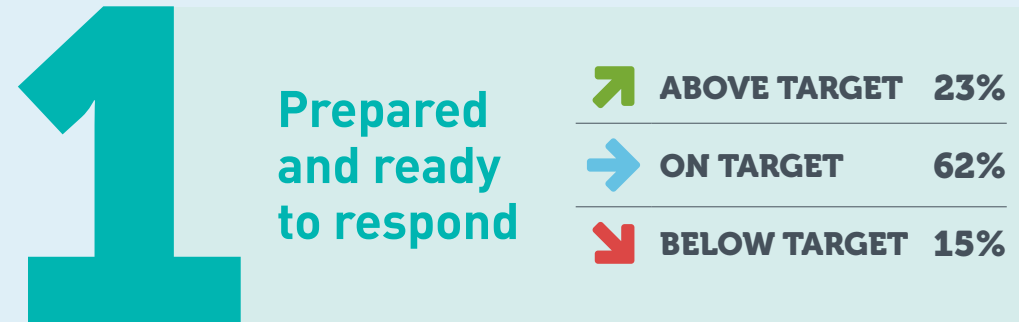 1
Prepared
and ready
to respond
ABOVE TARGET 23%
ON TARGET 62%
BELOW TARGET 15%